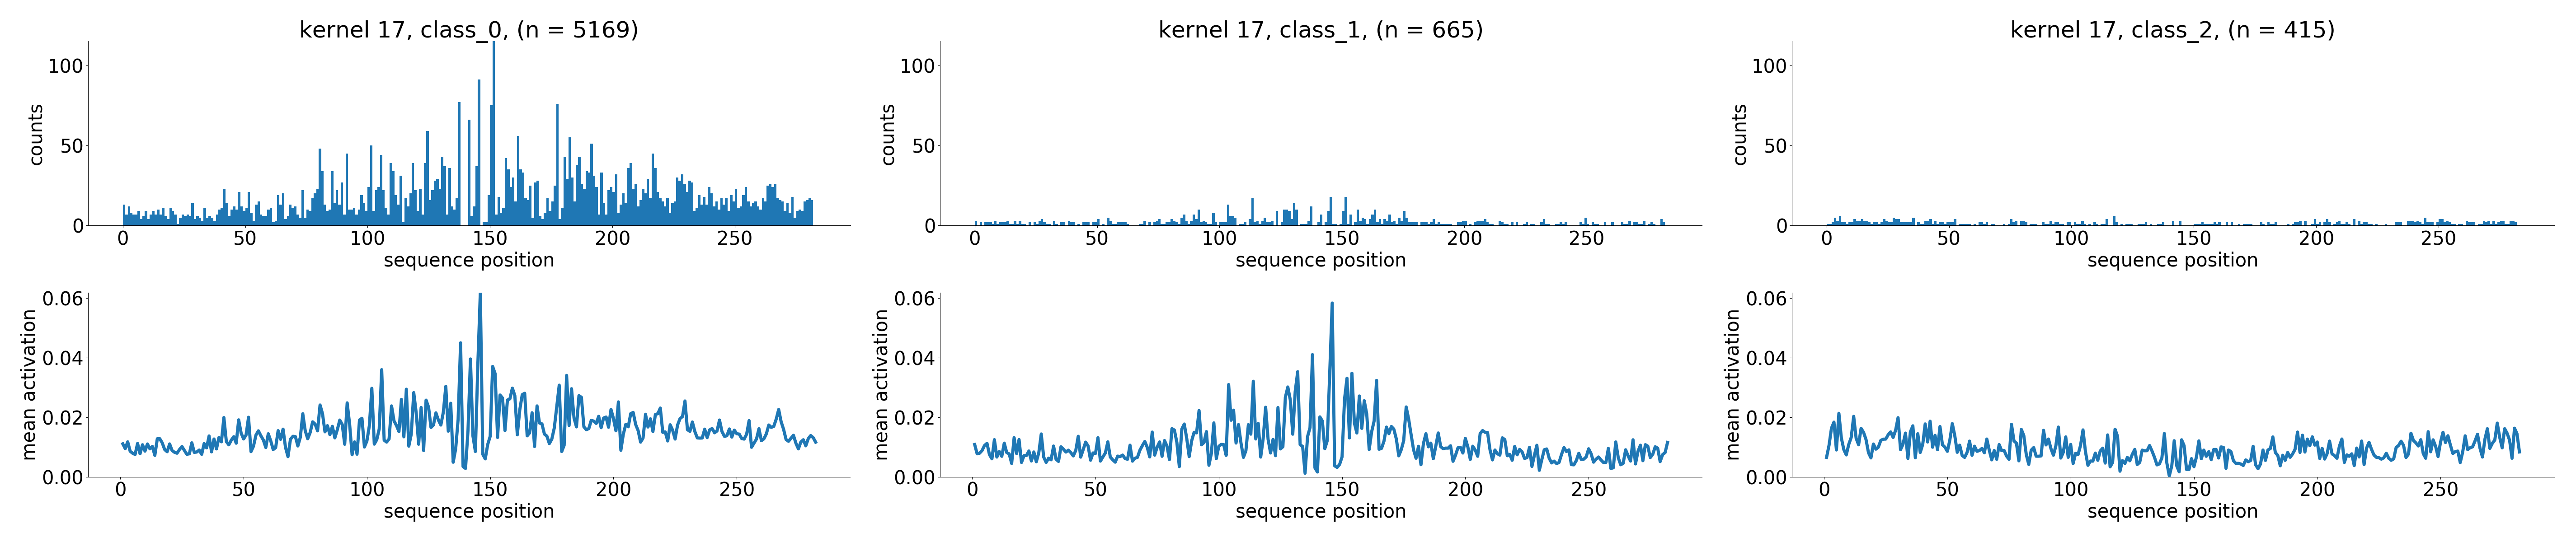 kernel 17, class_0, (n = 5169)
counts
100
50
0
0 50 100 150 200 250
sequence position
mean activation
0.06
0.04
0.02
0.00
0 50 100 150 200 250
sequence position
kernel 17, class_1, (n = 665)
counts
100
50
0
0 50 100 150 200 250
sequence position
mean activation
0.06
0.04
0.02
0.00
0 50 100 150 200 250
sequence position
kernel 17, class_2, (n = 415)
counts
100
50
0
0 50 100 150 200 250
sequence position
mean activation
0.06
0.04
0.02
0.00
0 50 100 150 200 250
sequence position